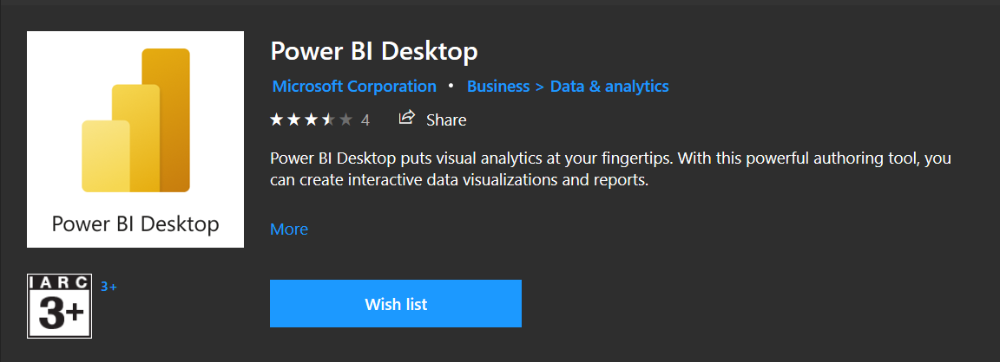 Power BI Desktop
Microsoft Corporation • Business > Data & analytics
4 Share
Power BI Desktop puts visual analytics at your fingertips. With this powerful authoring tool, you
can create interactive data visualizations and reports.
More
Power BI Desktop
IARC
3+
3+
Wish list